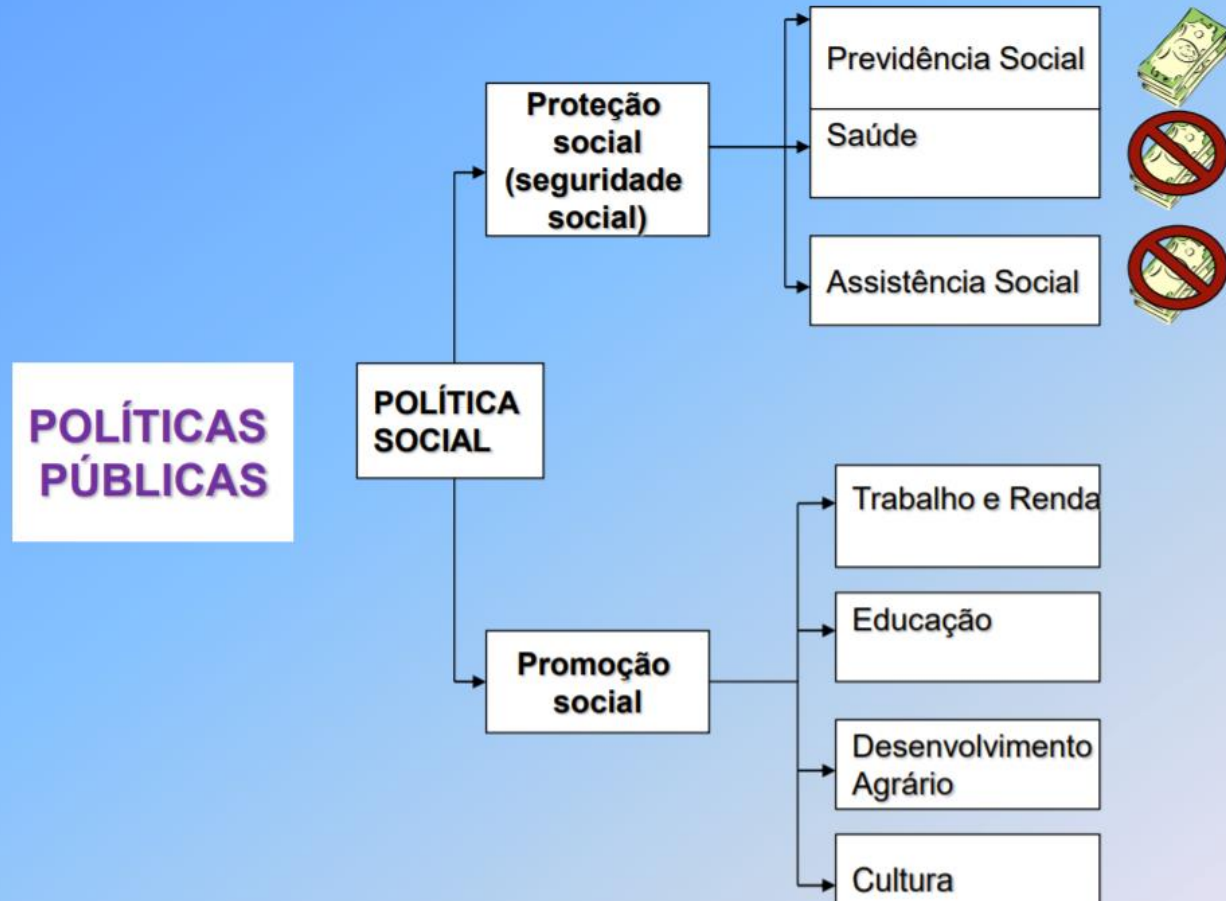 POLÍTICAS
PÚBLICAS
POLÍTICA
SOCIAL
Proteção
social
(seguridade
social)
Previdência Social
Saúde
Assistência Social
Promoção
social
Trabalho e Renda
Educação
Desenvolvimento
Agrário
Cultura